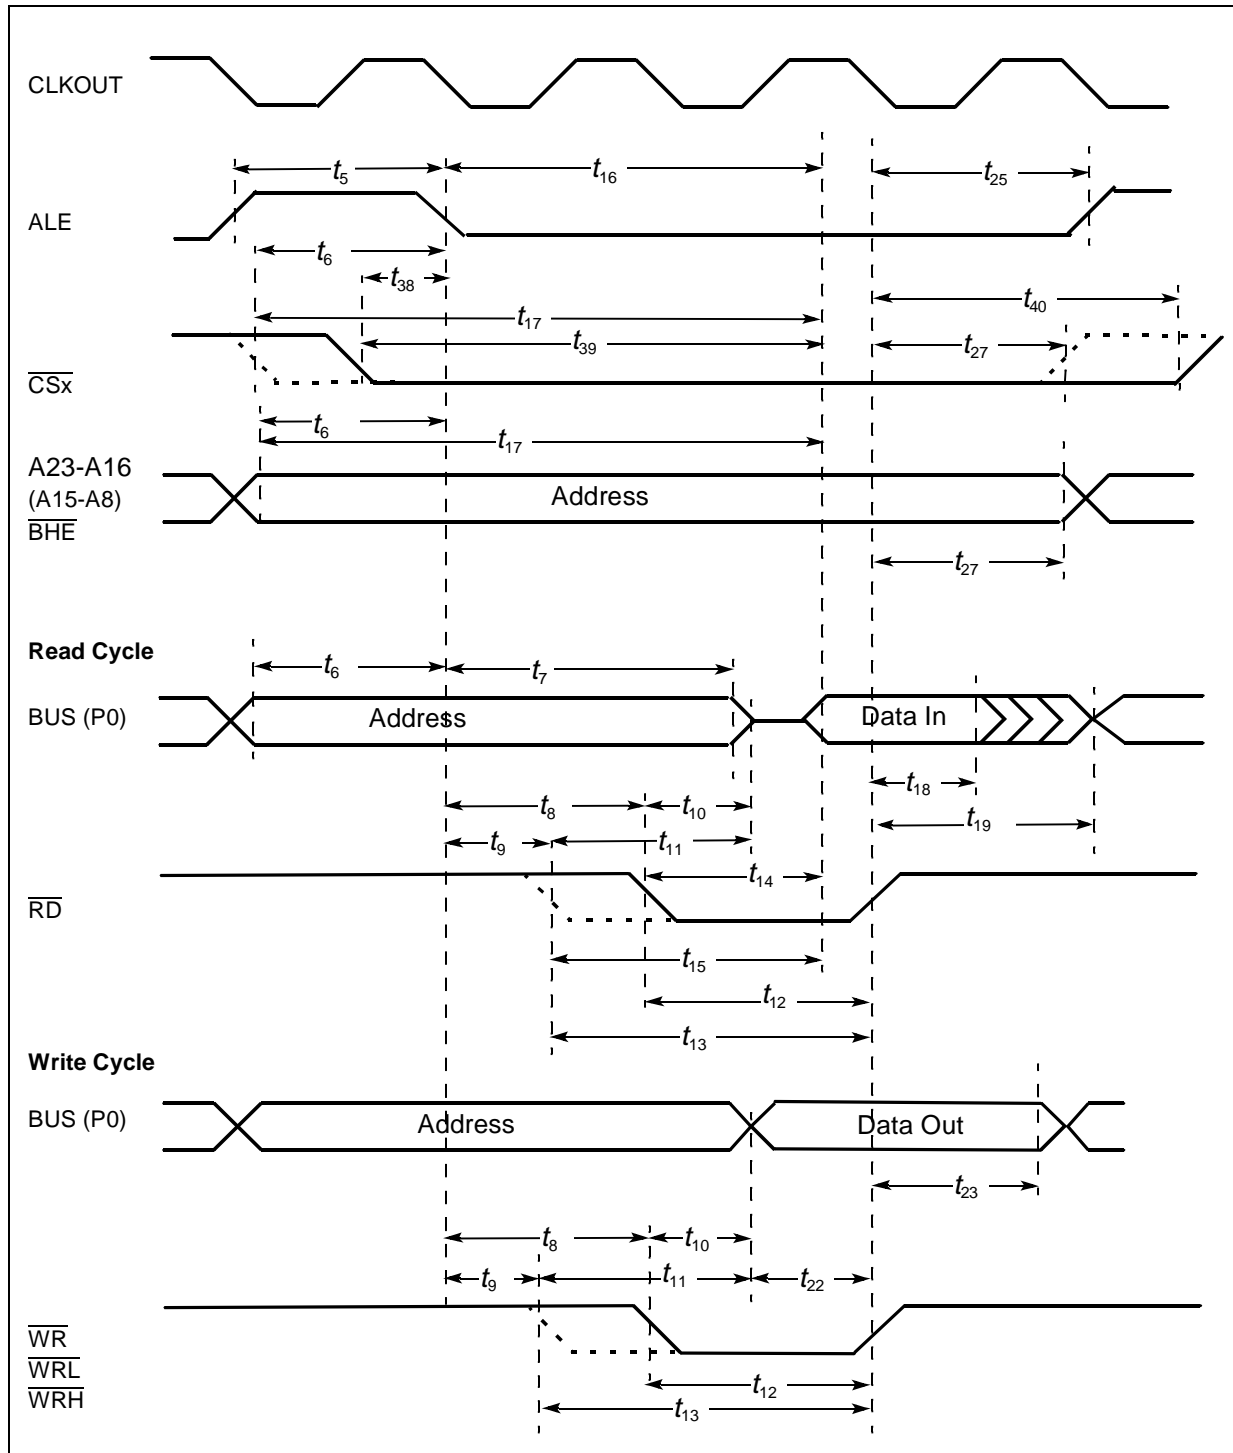 CLKOUT
t5 t16 t25
ALE
t6
t38
t40
t17
t39 t27
CSx
t6
t17
A23-A16
(A15-A8) Address
BHE
t27
Read Cycle
t6 t7
BUS (P0) Address Data In
t18
t8 t10
t19
t9 t11
t14
RD
t15
t12
t13
Write Cycle
BUS (P0) Address Data Out
t23
t8 t10
t9 t11 t22
WR
WRL
t12
WRH
t13